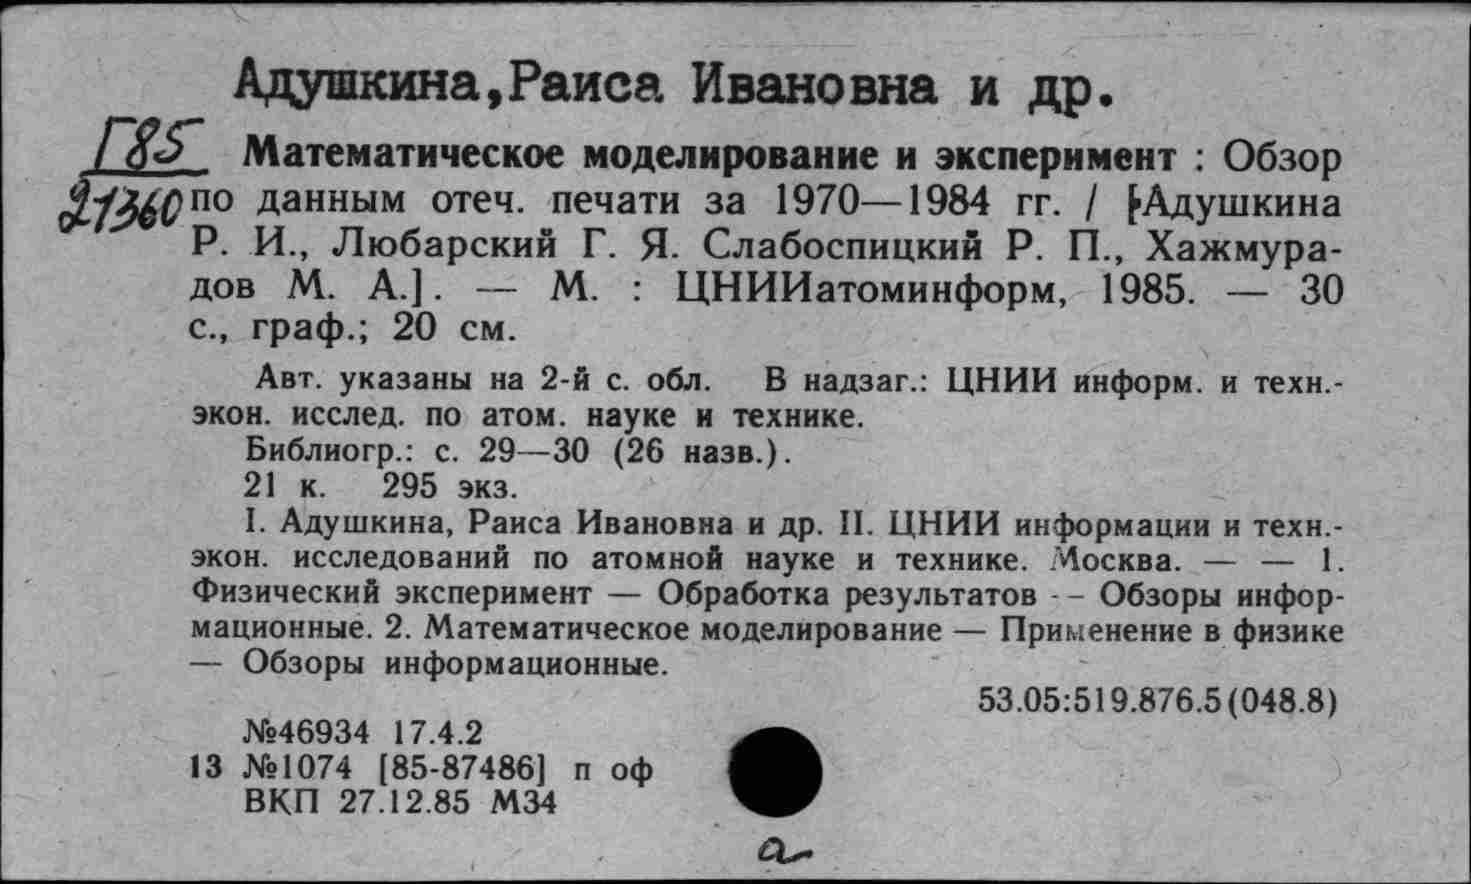 Адушкина,Раиса Ивановна и др.
Г85
21360
Математическое моделирование и эксперимент : Обзор
по данным отеч. печати за 1970—1984 гг. / [Адушкина
Р. И., Любарский Г. Я. Слабоспицкий Р. П., Хажмура-
дов М. А.]. — М. : ЦНИИатоминформ, 1985. — 30
с., граф.; 20 см.
Авт. указаны на 2-й с. обл. В надзаг.: ЦНИИ информ. и техн.-
экон. исслед. по атом. науке и технике.
Библиогр.: с. 29—30 (26 назв.).
21 к. 295 экз.
I. Адушкина, Раиса Ивановна и др. II. ЦНИИ информации и техн.-
экон. исследований по атомной науке и технике. Москва. — — 1.
Физический эксперимент — Обработка результатов -- Обзоры инфор-
мационные. 2. Математическое моделирование — Применение в физике
— Обзоры информационные.
53.05:519.876.5(048.8)
№46934 17.4.2
13 №1074 [85-87486] п оф
ВКП 27.12.85 М34
а